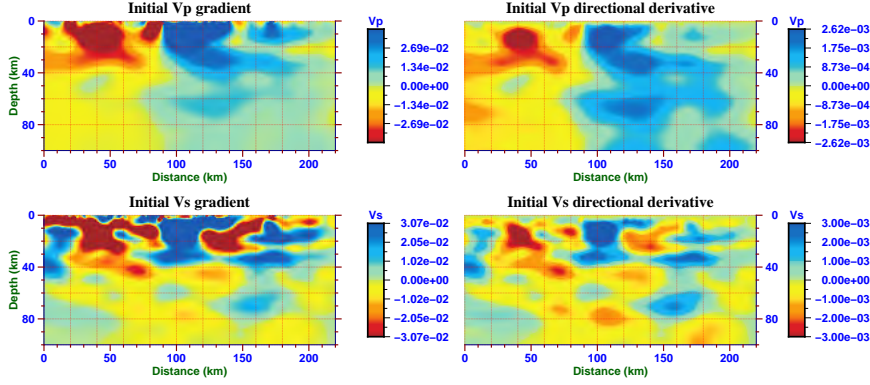 Initial Vp gradient
0
40
80
Depth (km)
0
50
100
150
200
Distance (km)
Vp
2.69e−02
1.34e−02
0.00e+00
−1.34e−02
−2.69e−02
Initial Vp directional derivative
0
40
80
0
50
100
150
200
Distance (km)
Vp
2.62e−03
1.75e−03
8.73e−04
0.00e+00
−8.73e−04
−1.75e−03
−2.62e−03
Initial Vs gradient
0
40
80
Depth (km)
0
50
100
150
200
Distance (km)
Vs
3.07e−02
2.05e−02
1.02e−02
0.00e+00
−1.02e−02
−2.05e−02
−3.07e−02
Initial Vs directional derivative
0
40
80
0
50
100
150
200
Distance (km)
Vs
3.00e−03
2.00e−03
1.00e−03
0.00e+00
−1.00e−03
−2.00e−03
−3.00e−03